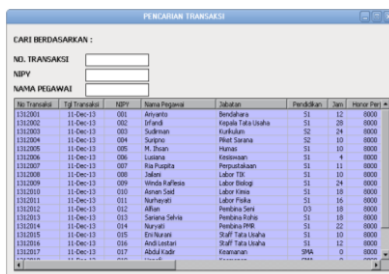 PENCARIAN TRANSAKSI
CARI BERDASARKAN :
NO. TRANSAKSI
NIPY
NAMA PEGAWAI
No Transaksi Tgl Transaksi NIPY Nama Pegawai Jabatan Pendidikan Jam Honor Per
1312001 11-Dec-13 001 Ariyanto Bendahara S1 12 8000
1312002 11-Dec-13 002 Irfandi Kepala Tata Usaha S1 28 8000
1312003 11-Dec-13 003 Sudirman Kurikulum S2 24 8000
1312004 11-Dec-13 004 Suripno Piket Sarana S2 10 8000
1312005 11-Dec-13 005 M. Ihsan Humas S1 10 8000
1312006 11-Dec-13 006 Lusiana Kesiswaan S1 4 8000
1312007 11-Dec-13 007 Ria Puspita Perpustakaan S1 11 8000
1312008 11-Dec-13 008 Jailani Labor TIK S1 10 8000
1312009 11-Dec-13 009 Winda Raflesia Labor Biologi S1 24 8000
1312010 11-Dec-13 010 Asnan Said Labor Kimia S1 18 8000
1312011 11-Dec-13 011 Nurhayati Labor Fisika S1 16 8000
1312012 11-Dec-13 012 Alfian Pembina Seni D3 18 8000
1312013 11-Dec-13 013 Sariana Selvia Pembina Rohis S1 18 8000
1312014 11-Dec-13 014 Nuryati Pembina PMR S1 22 8000
1312015 11-Dec-13 015 Eni Nurani Staff Tata Usaha S1 10 8000
1312016 11-Dec-13 016 Andi Lestari Staff Tata Usaha S1 12 8000
1312017 11-Dec-13 017 Abdul Kadir Keamanan SMA 0 8000